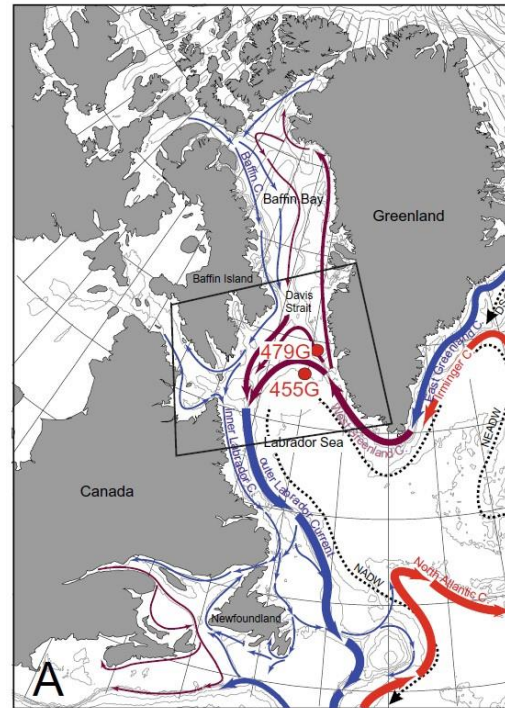 Baffin C.
Baffin Bay
Greenland
Baffin Island
Davis
Strait
479G
455G
East Greenland C.
Irminger C.
West Greenland C.
NEADW
Labrador Sea
inner Labrador C.
outer Labrador Current
Canada
NADW
North Atlantic C.
Newfoundland
A